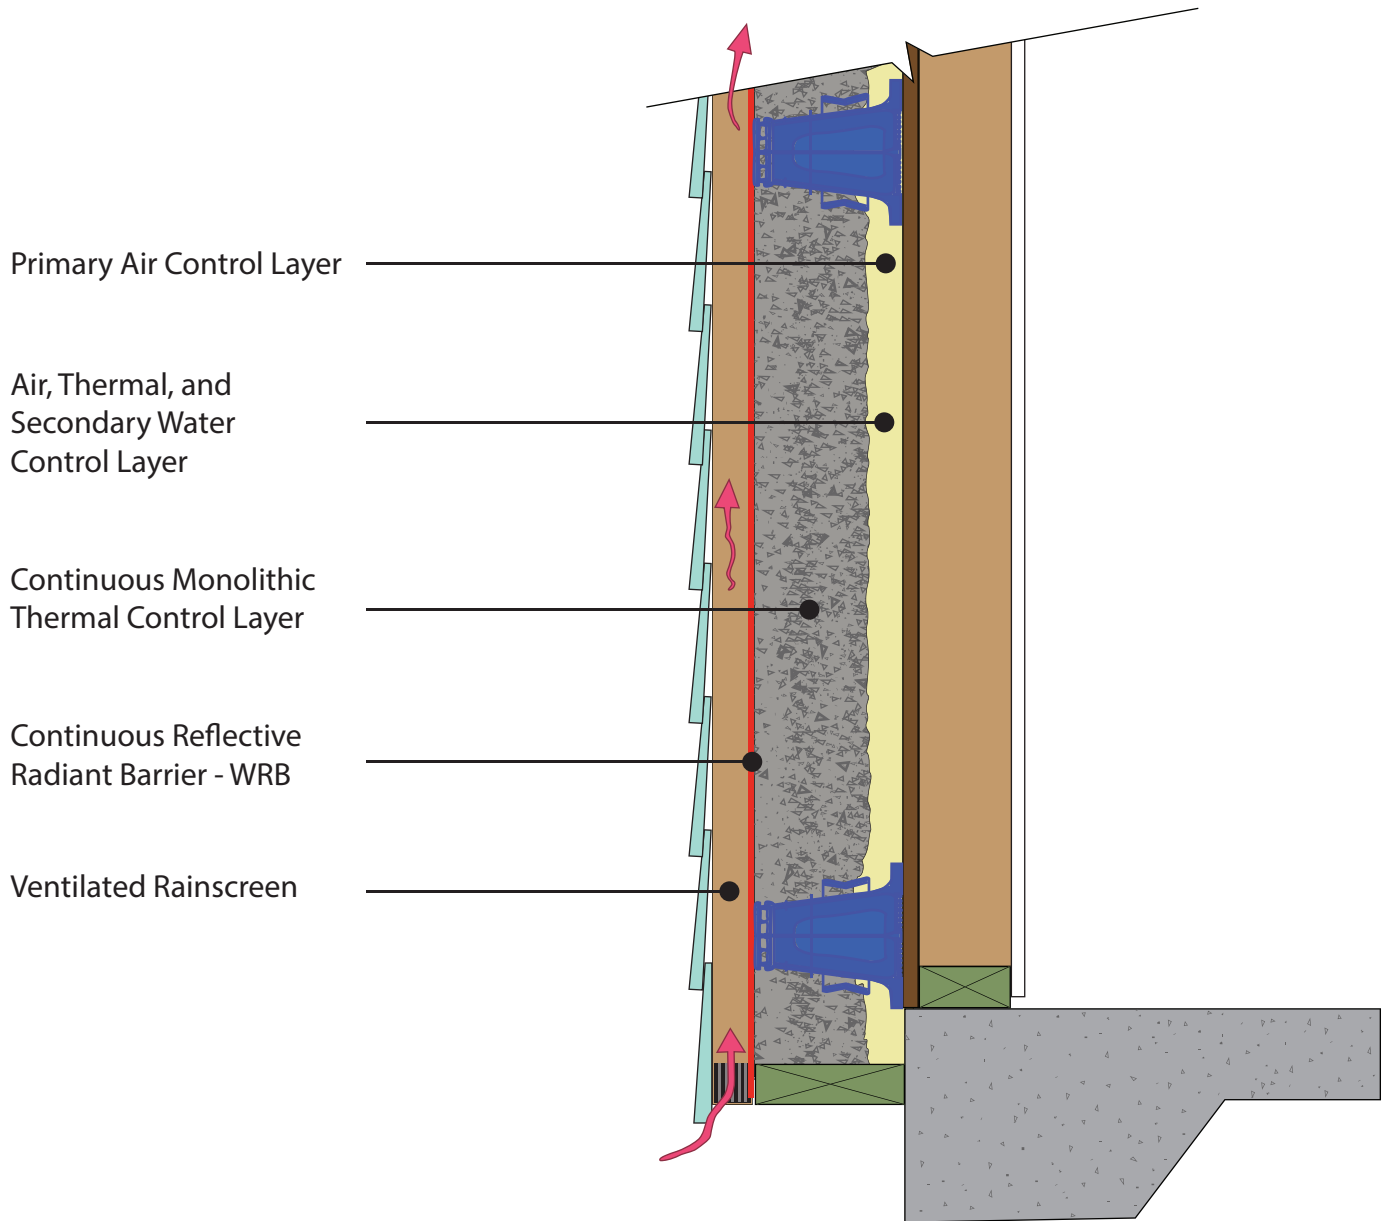 Primary Air Control Layer
Air, Thermal, and
Secondary Water
Control Layer
Continuous Monolithic
Thermal Control Layer
Continuous Reflective
Radiant Barrier - WRB
Ventilated Rainscreen